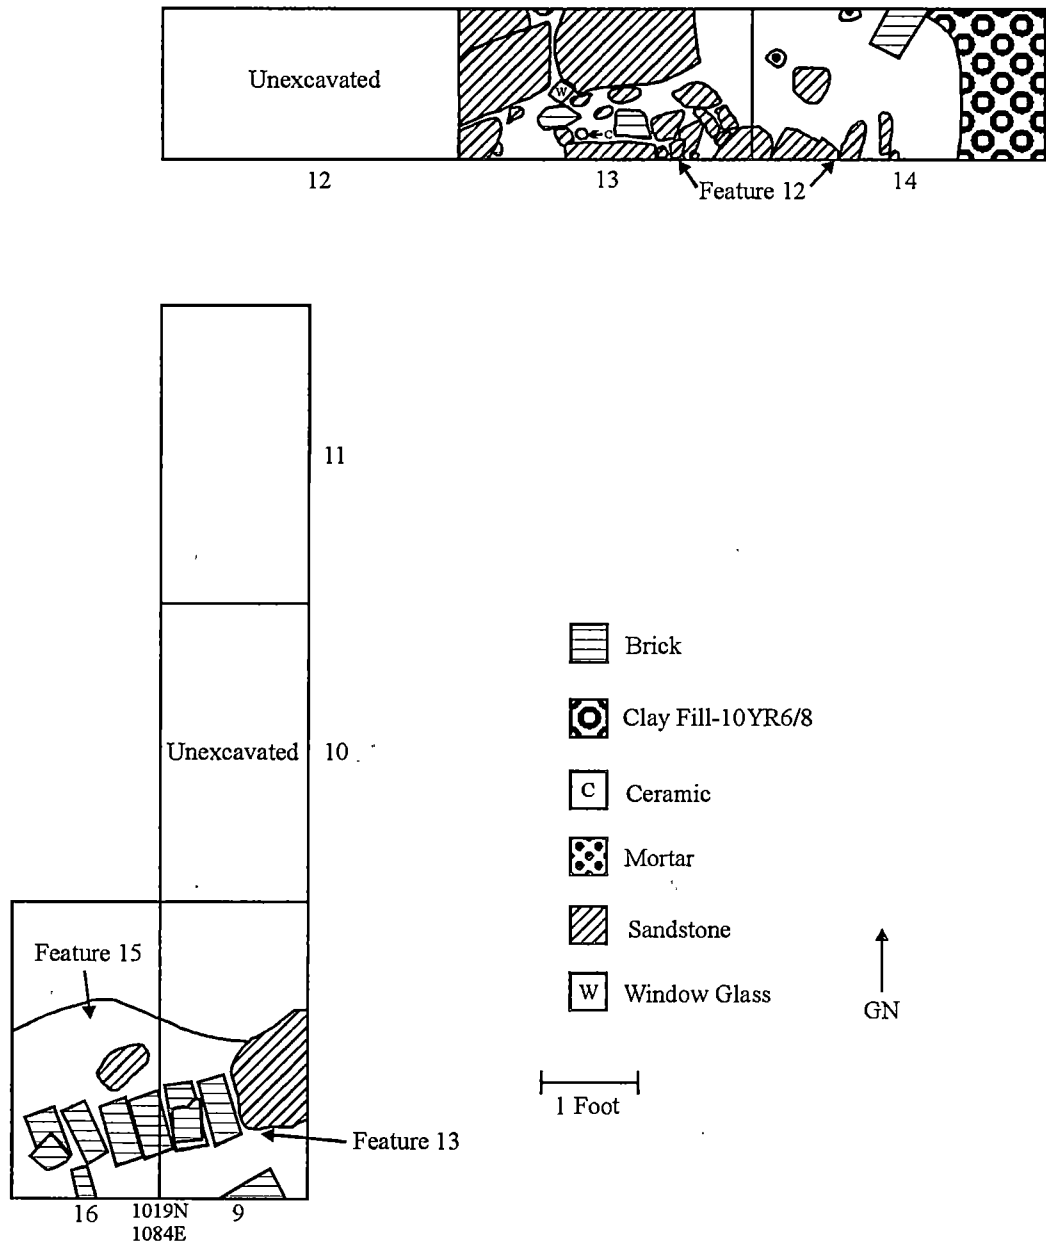 Unexcavated
W
C
12
13
Feature 12
14
11
Brick
Clay Fill-10YR6/8
Unexcavated
10
C
Ceramic
Mortar
Sandstone
Feature 15
W
Window Glass
GN
1 Foot
Feature 13
16
1019N
1084E
9